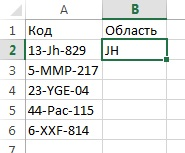 A B
1 Код Область
2 13-Jh-829 JH
3 5-MMP-217
4 23-YGE-04
5 44-Pac-115
6 6-XXF-814
7